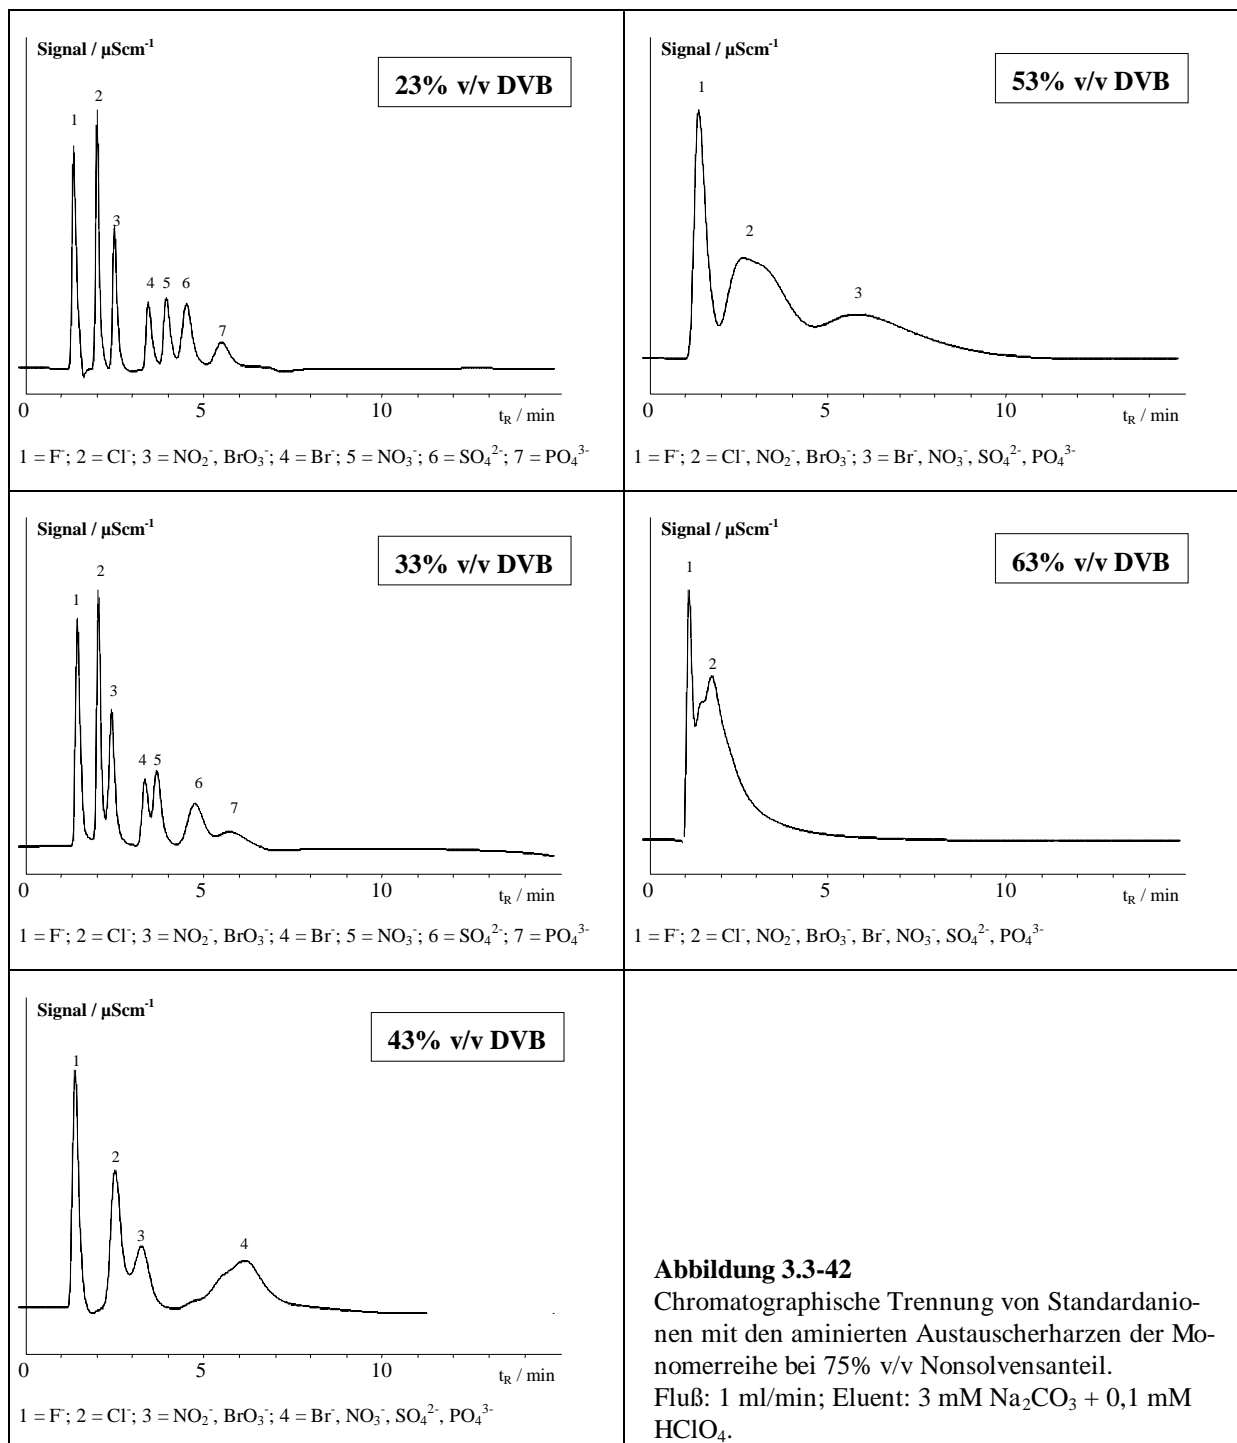 Signal / µScm⁻¹
23% v/v DVB
1
2
3
4
5
6
7
0
5
10
t_R / min
1 = F⁻; 2 = Cl⁻; 3 = NO₂⁻, BrO₃⁻; 4 = Br⁻; 5 = NO₃⁻; 6 = SO₄²⁻; 7 = PO₄³⁻
Signal / µScm⁻¹
53% v/v DVB
1
2
3
0
5
10
t_R / min
1 = F⁻; 2 = Cl⁻, NO₂⁻, BrO₃⁻; 3 = Br⁻, NO₃⁻, SO₄²⁻, PO₄³⁻
Signal / µScm⁻¹
33% v/v DVB
1
2
3
4
5
6
7
0
5
10
t_R / min
1 = F⁻; 2 = Cl⁻; 3 = NO₂⁻, BrO₃⁻; 4 = Br⁻; 5 = NO₃⁻; 6 = SO₄²⁻; 7 = PO₄³⁻
Signal / µScm⁻¹
63% v/v DVB
1
2
0
5
10
t_R / min
1 = F⁻; 2 = Cl⁻, NO₂⁻, BrO₃⁻, Br⁻, NO₃⁻, SO₄²⁻, PO₄³⁻
Signal / µScm⁻¹
43% v/v DVB
1
2
3
4
0
5
10
t_R / min
1 = F⁻; 2 = Cl⁻; 3 = NO₂⁻, BrO₃⁻; 4 = Br⁻, NO₃⁻, SO₄²⁻, PO₄³⁻
Abbildung 3.3-42
Chromatographische Trennung von Standardanio-
nen mit den aminierten Austauscherharzen der Mo-
nomerreihe bei 75% v/v Nonsolvensanteil.
Fluß: 1 ml/min; Eluent: 3 mM Na₂CO₃ + 0,1 mM
HClO₄.